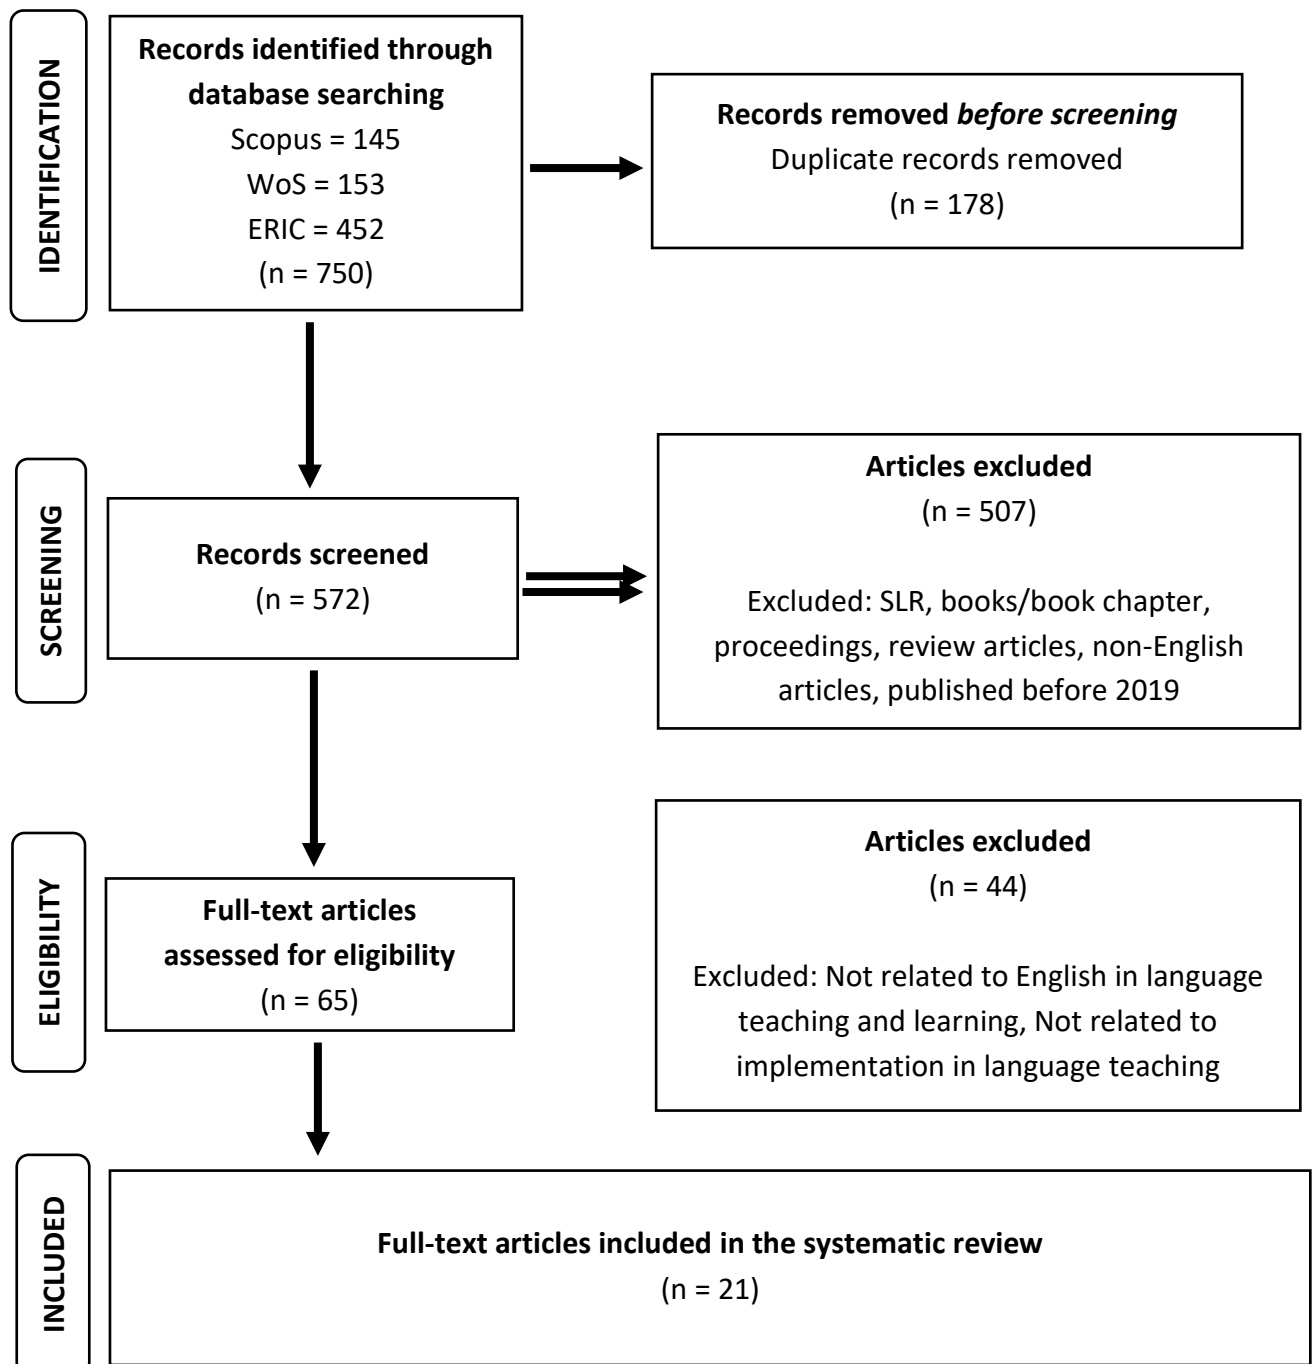 IDENTIFICATION
Records identified through
database searching
Scopus = 145
WoS = 153
ERIC = 452
(n = 750)
Records removed before screening
Duplicate records removed
(n = 178)
SCREENING
Records screened
(n = 572)
Articles excluded
(n = 507)
Excluded: SLR, books/book chapter,
proceedings, review articles, non-English
articles, published before 2019
ELIGIBILITY
Full-text articles
assessed for eligibility
(n = 65)
Articles excluded
(n = 44)
Excluded: Not related to English in language
teaching and learning, Not related to
implementation in language teaching
INCLUDED
Full-text articles included in the systematic review
(n = 21)